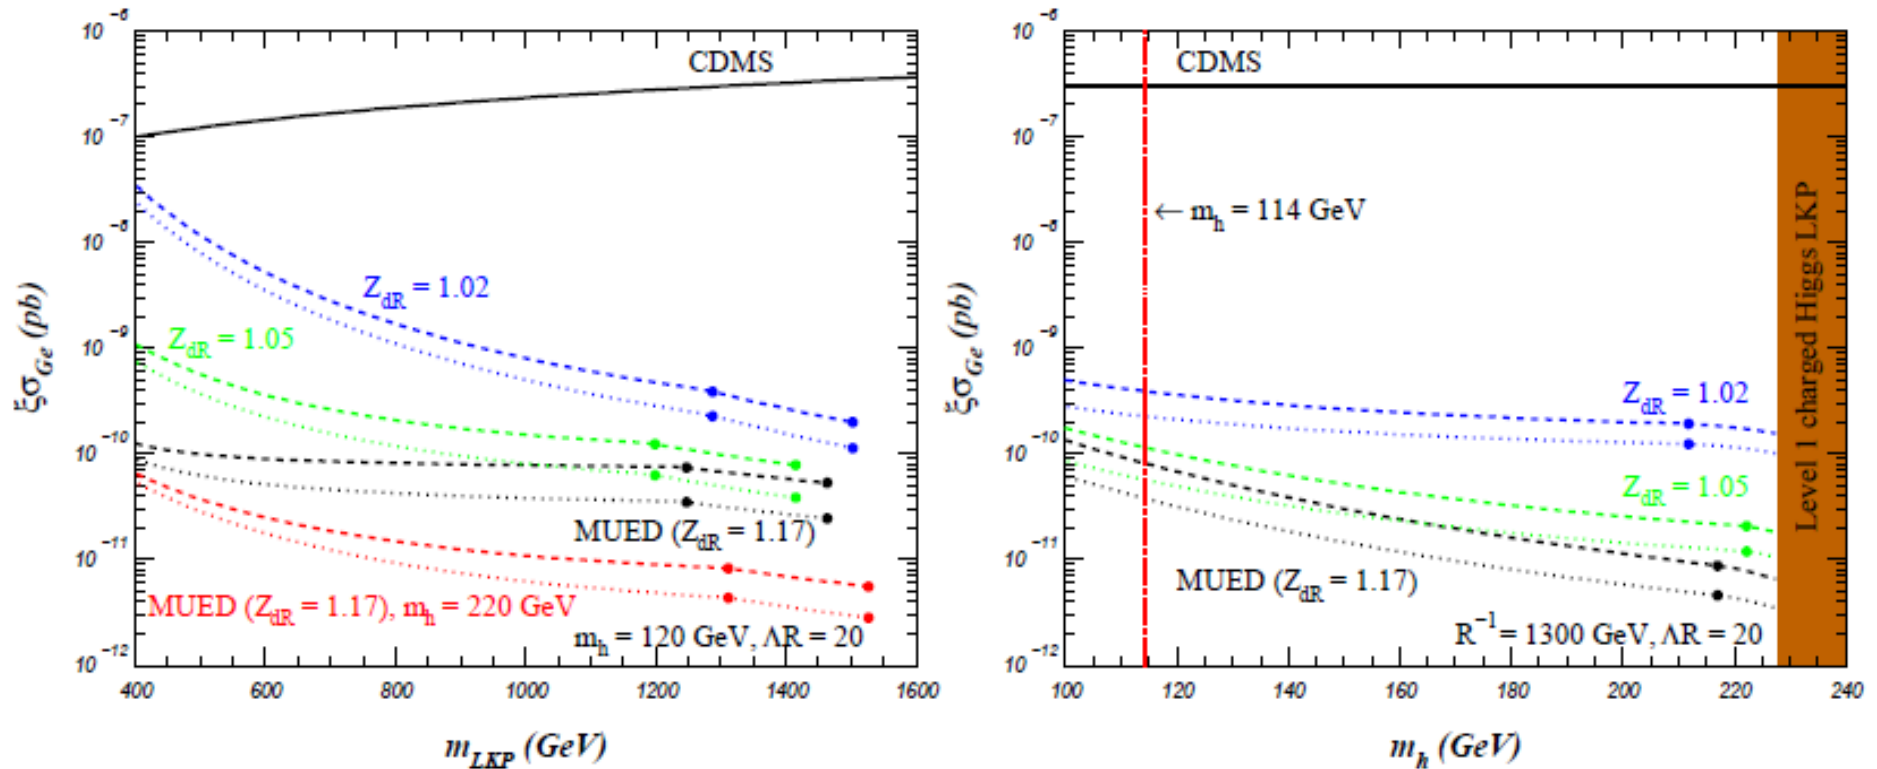 10⁻⁶
10⁻⁷
10⁻⁸
10⁻⁹
10⁻¹⁰
10⁻¹¹
10⁻¹²
ξσ_Ge (pb)
CDMS
Z_dR = 1.02
Z_dR = 1.05
MUED (Z_dR = 1.17)
MUED (Z_dR = 1.17), m_h = 220 GeV
m_h = 120 GeV, ΛR = 20
400 600 800 1000 1200 1400 1600
m_LKP (GeV)
10⁻⁶
10⁻⁷
10⁻⁸
10⁻⁹
10⁻¹⁰
10⁻¹¹
10⁻¹²
ξσ_Ge (pb)
CDMS
← m_h = 114 GeV
Z_dR = 1.02
Z_dR = 1.05
MUED (Z_dR = 1.17)
R⁻¹ = 1300 GeV, ΛR = 20
Level 1 charged Higgs LKP
100 120 140 160 180 200 220 240
m_h (GeV)